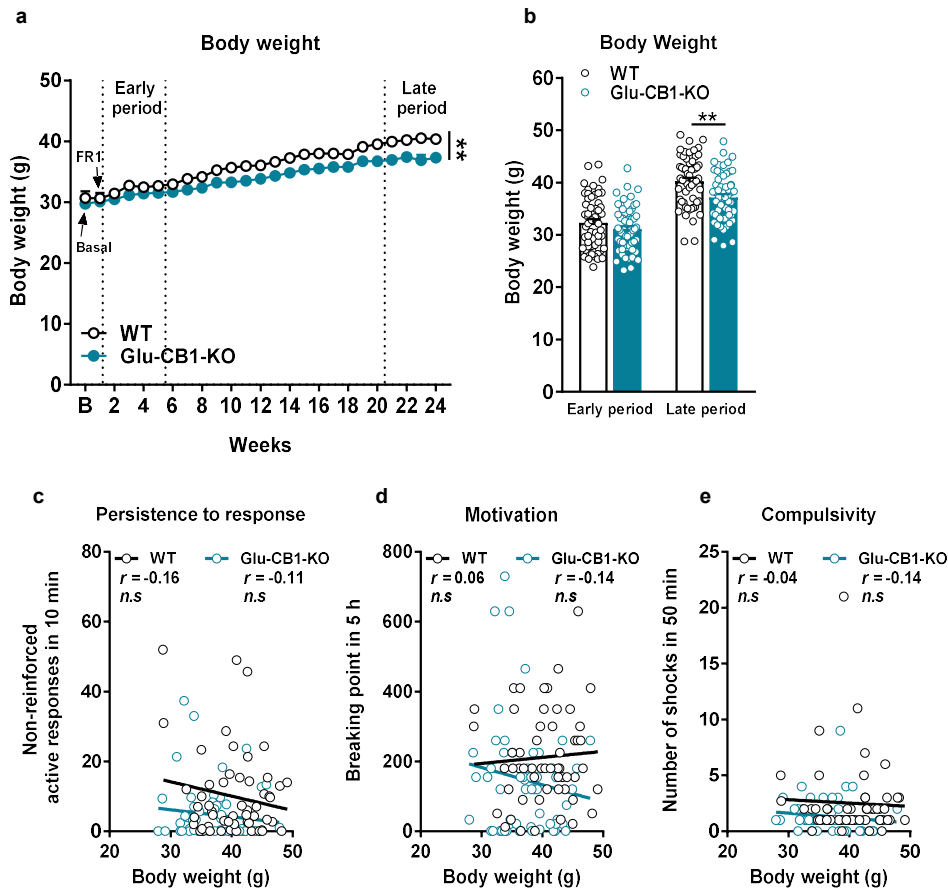 a
Body weight
Body weight (g)
50
40
30
20
10
0
Early
period
Late
period
FR1
Basal
**
WT
Glu-CB1-KO
B 2 4 6 8 10 12 14 16 18 20 22 24
Weeks
b
Body Weight
WT
Glu-CB1-KO
Body weight (g)
60
50
40
30
20
10
0
**
Early period Late period
c
Persistence to response
WT Glu-CB1-KO
r = -0.16 r = -0.11
n.s n.s
Non-reinforced
active responses in 10 min
80
60
40
20
0
20 30 40 50
Body weight (g)
d
Motivation
WT Glu-CB1-KO
r = 0.06 r = -0.14
n.s n.s
Breaking point in 5 h
800
600
400
200
0
20 30 40 50
Body weight (g)
e
Compulsivity
WT Glu-CB1-KO
r = -0.04 r = -0.14
n.s n.s
Number of shocks in 50 min
25
20
15
10
5
0
20 30 40 50
Body weight (g)